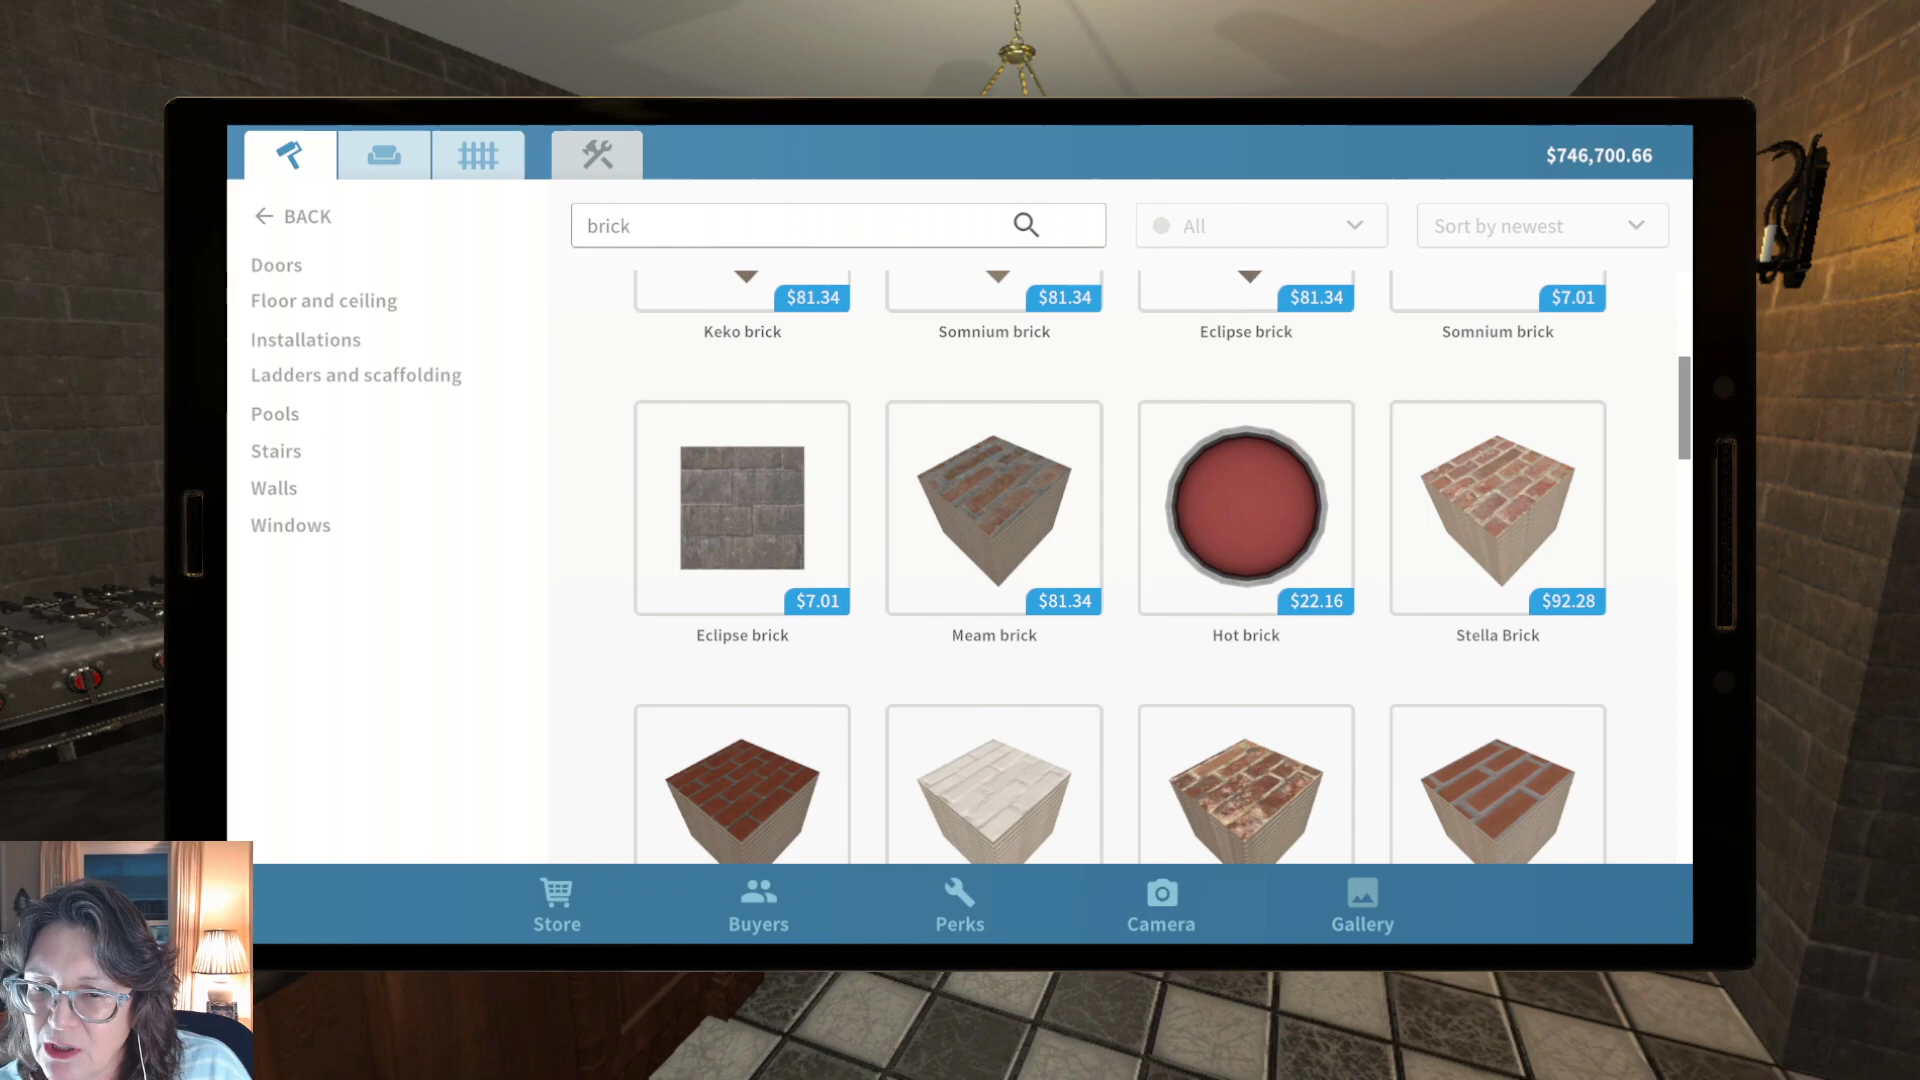 $746,700.66
BACK
brick
All
Sort by newest
Doors
Floor and ceiling
Installations
Ladders and scaffolding
Pools
Stairs
Walls
Windows
$81.34
$81.34
$81.34
$7.01
Keko brick
Somnium brick
Eclipse brick
Somnium brick
$7.01
$81.34
$22.16
$92.28
Eclipse brick
Meam brick
Hot brick
Stella Brick
Store
Buyers
Perks
Camera
Gallery